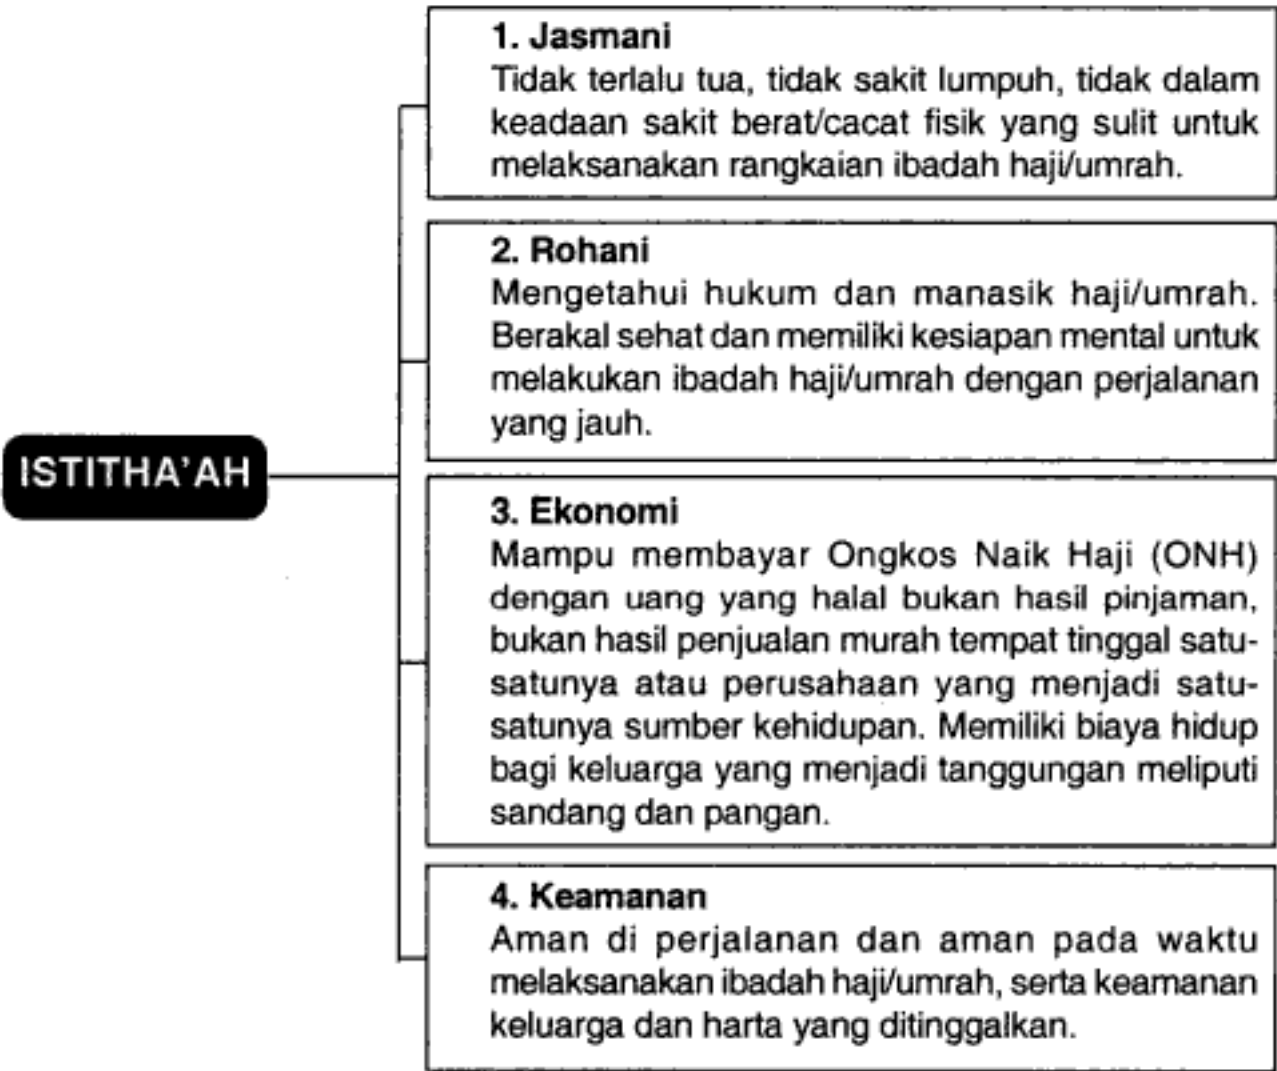 1. Jasmani
Tidak terlalu tua, tidak sakit lumpuh, tidak dalam
keadaan sakit berat/cacat fisik yang sulit untuk
melaksanakan rangkaian ibadah haji/umrah.
2. Rohani
Mengetahui hukum dan manasik haji/umrah.
Berakal sehat dan memiliki kesiapan mental untuk
melakukan ibadah haji/umrah dengan perjalanan
yang jauh.
ISTITHA'AH
3. Ekonomi
Mampu membayar Ongkos Naik Haji (ONH)
dengan uang yang halal bukan hasil pinjaman,
bukan hasil penjualan murah tempat tinggal satu-
satunya atau perusahaan yang menjadi satu-
satunya sumber kehidupan. Memiliki biaya hidup
bagi keluarga yang menjadi tanggungan meliputi
sandang dan pangan.
4. Keamanan
Aman di perjalanan dan aman pada waktu
melaksanakan ibadah haji/umrah, serta keamanan
keluarga dan harta yang ditinggalkan.